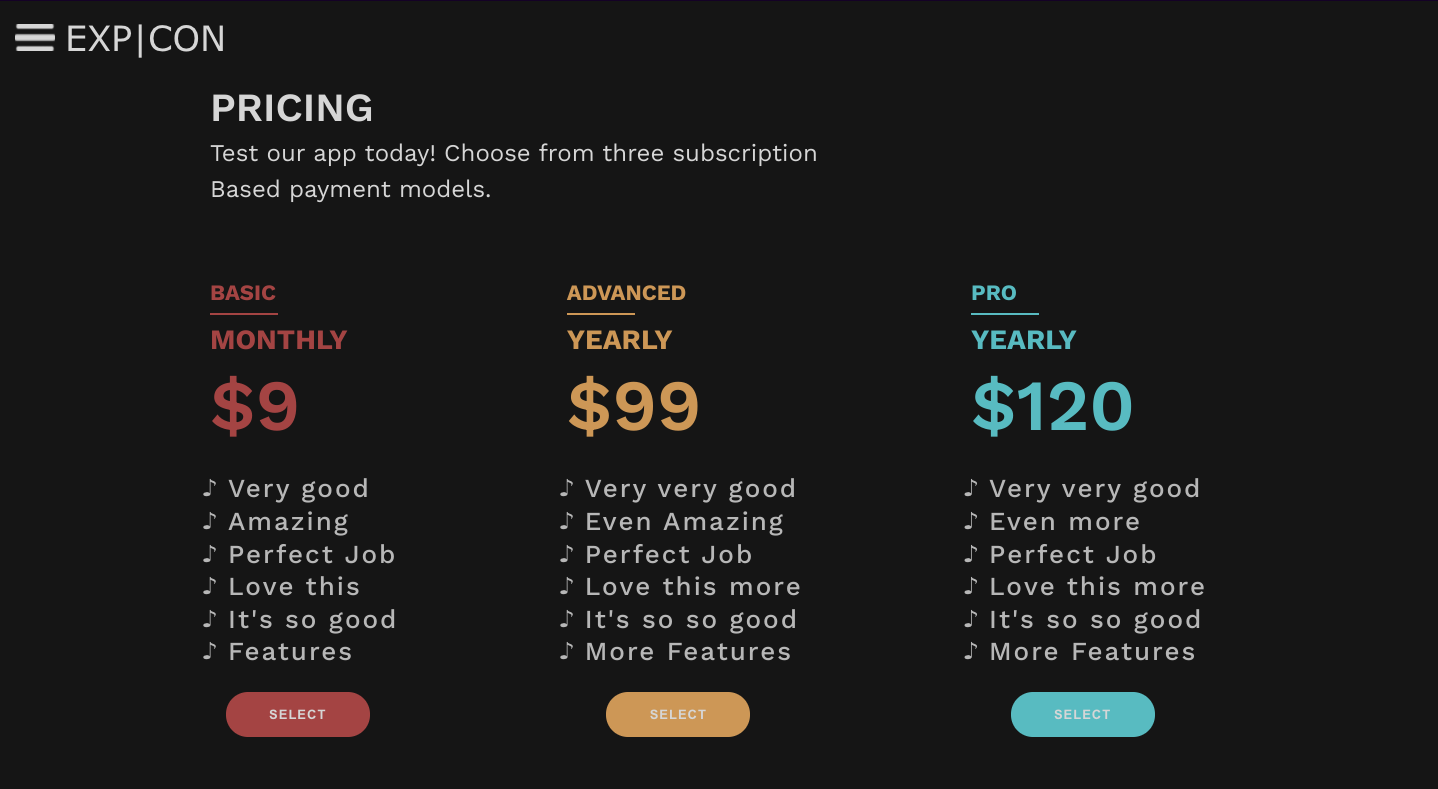 EXP|CON
PRICING
Test our app today! Choose from three subscription
Based payment models.
BASIC
MONTHLY
$9
♪ Very good
♪ Amazing
♪ Perfect Job
♪ Love this
♪ It's so good
♪ Features
SELECT
ADVANCED
YEARLY
$99
♪ Very very good
♪ Even Amazing
♪ Perfect Job
♪ Love this more
♪ It's so so good
♪ More Features
SELECT
PRO
YEARLY
$120
♪ Very very good
♪ Even more
♪ Perfect Job
♪ Love this more
♪ It's so so good
♪ More Features
SELECT